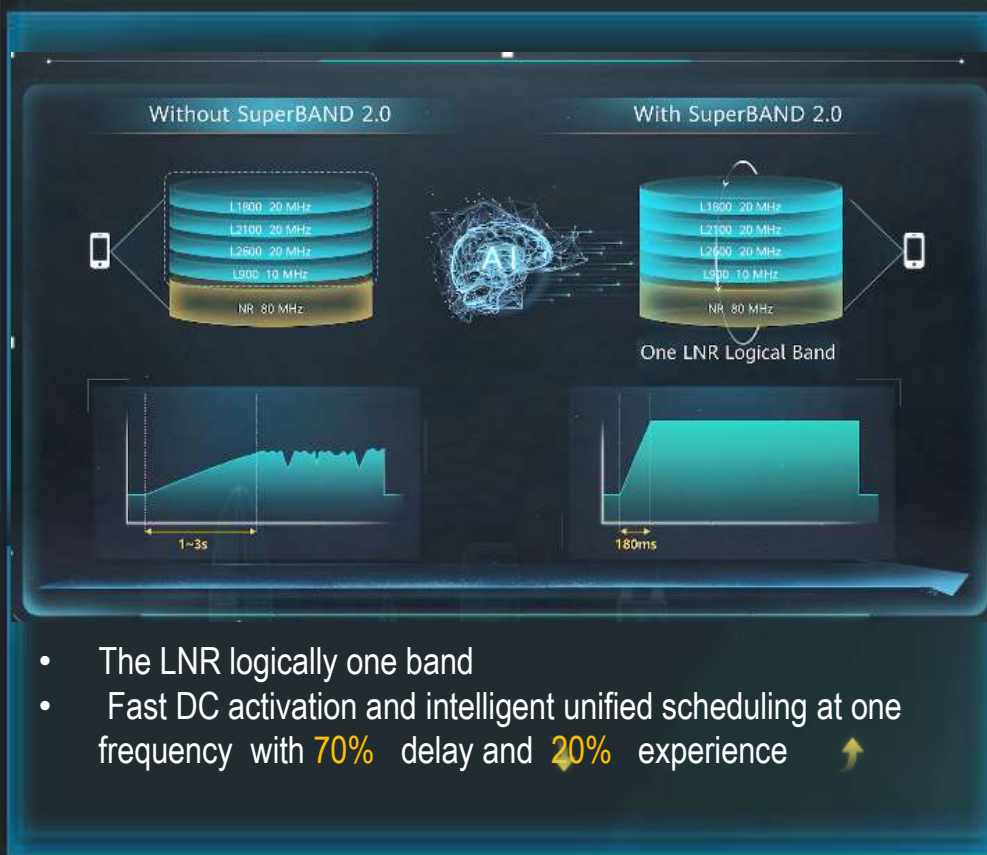 Without SuperBAND 2.0
With SuperBAND 2.0
L1800 20 MHz
L2100 20 MHz
L2600 20 MHz
L900 10 MHz
NR 80 MHz
AI
L1800 20 MHz
L2100 20 MHz
L2600 20 MHz
L900 10 MHz
NR 80 MHz
One LNR Logical Band
1~3s
180ms
• The LNR logically one band
• Fast DC activation and intelligent unified scheduling at one
frequency with 70% delay and 20% experience